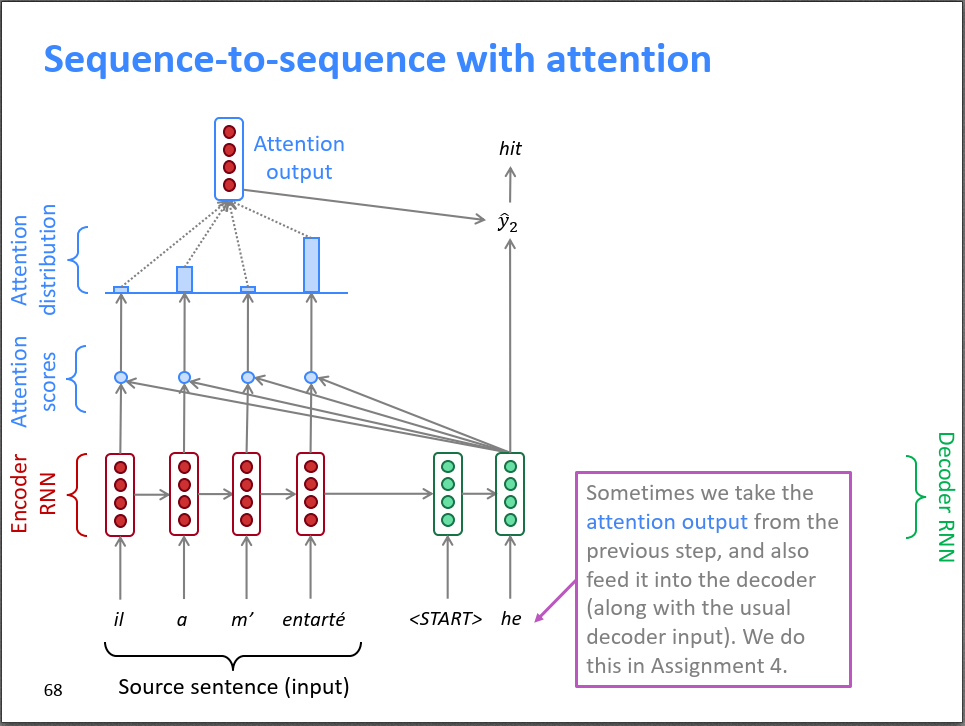 Sequence-to-sequence with attention
Attention
output
hit
ŷ₂
Attention
distribution
Attention
scores
Encoder
RNN
Decoder RNN
Sometimes we take the
attention output from the
previous step, and also
feed it into the decoder
(along with the usual
decoder input). We do
this in Assignment 4.
il a m’ entarté <START> he
Source sentence (input)
68